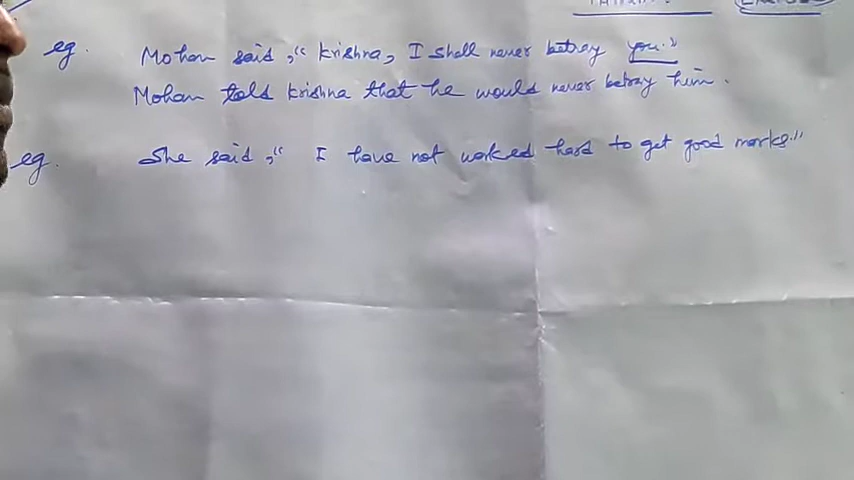 eg. Mohan said," Krishna, I shall never betray you."
Mohan told Krishna that he would never betray him.
eg. She said," I have not worked hard to get good marks."